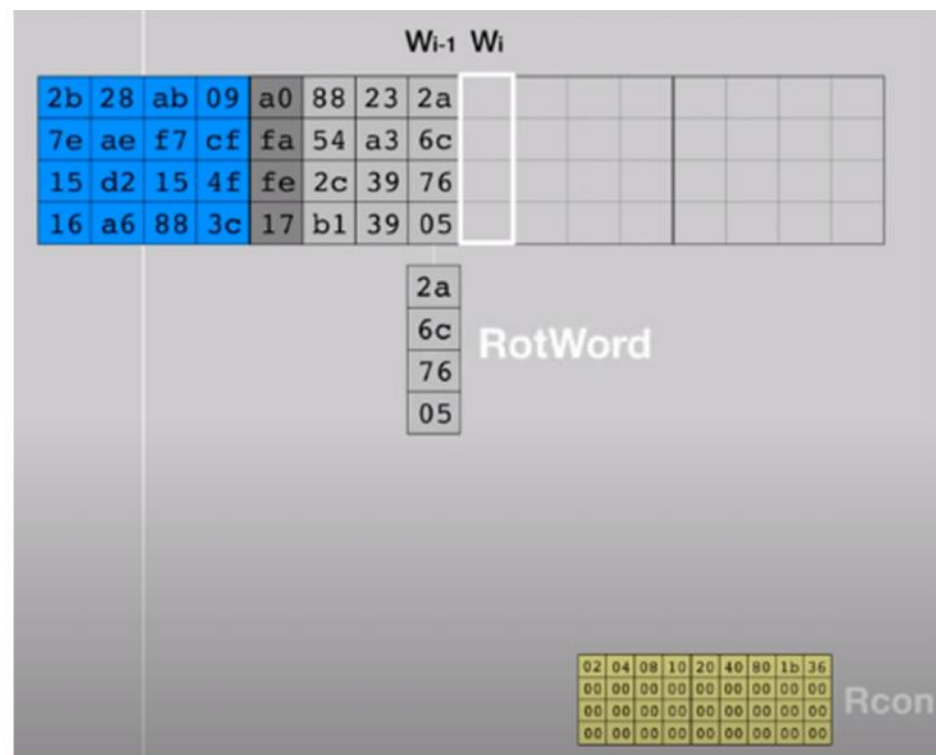 Wi-1 Wi
2b 28 ab 09 a0 88 23 2a
7e ae f7 cf fa 54 a3 6c
15 d2 15 4f fe 2c 39 76
16 a6 88 3c 17 b1 39 05
2a
6c
RotWord
76
05
02 04 08 10 20 40 80 1b 36
00 00 00 00 00 00 00 00 00
Rcon
00 00 00 00 00 00 00 00 00
00 00 00 00 00 00 00 00 00